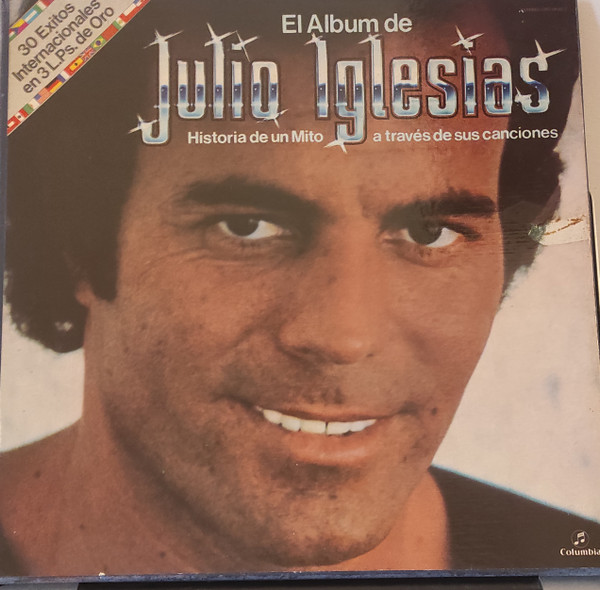 30 Exitos
Internacionales
en 3 L.Ps. de Oro
El Album de
Julio Iglesias
Historia de un Mito a través de sus canciones
Columbia